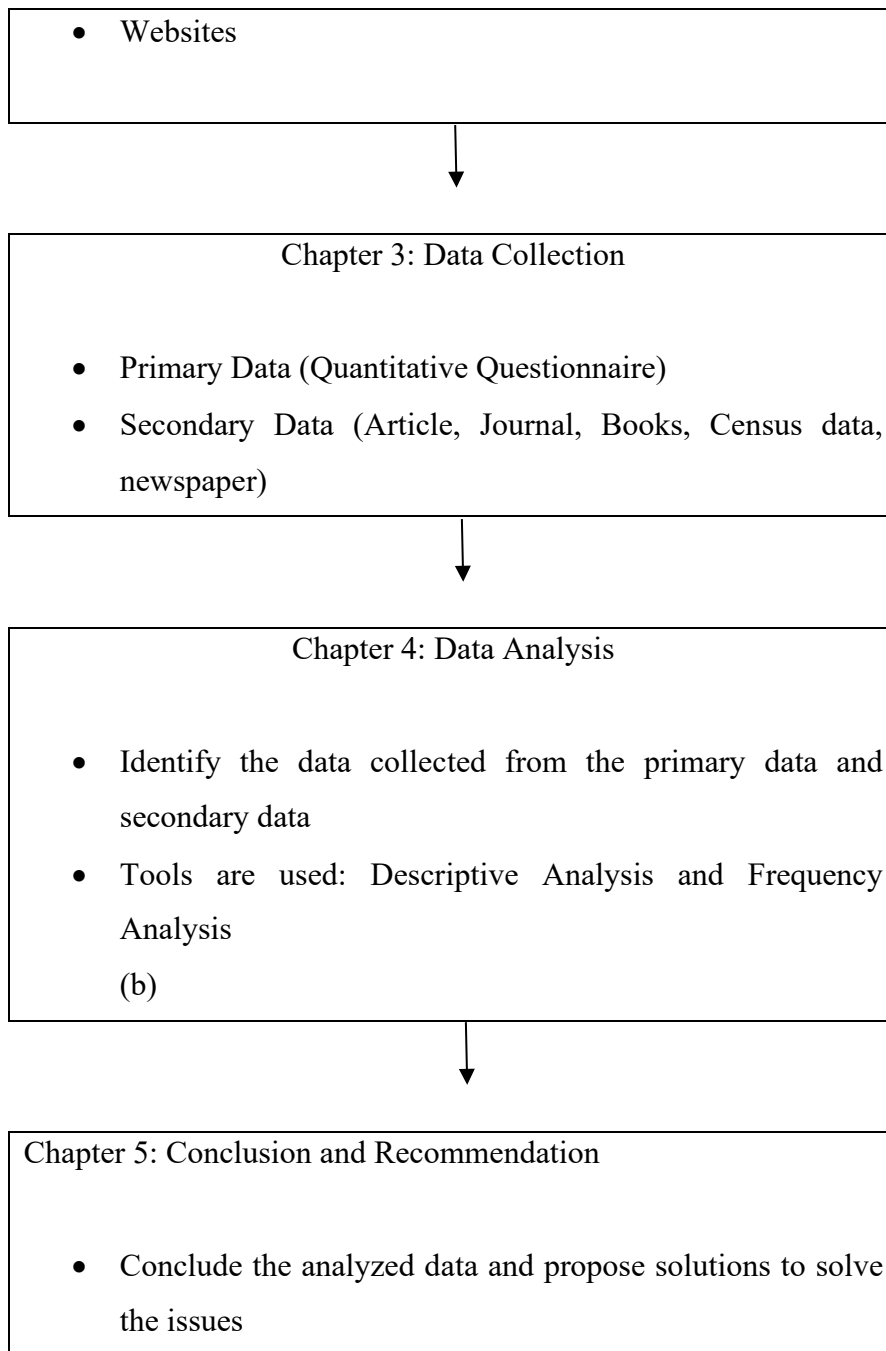 • Websites
Chapter 3: Data Collection
• Primary Data (Quantitative Questionnaire)
• Secondary Data (Article, Journal, Books, Census data,
newspaper)
Chapter 4: Data Analysis
• Identify the data collected from the primary data and
secondary data
• Tools are used: Descriptive Analysis and Frequency
Analysis
(b)
Chapter 5: Conclusion and Recommendation
• Conclude the analyzed data and propose solutions to solve
the issues